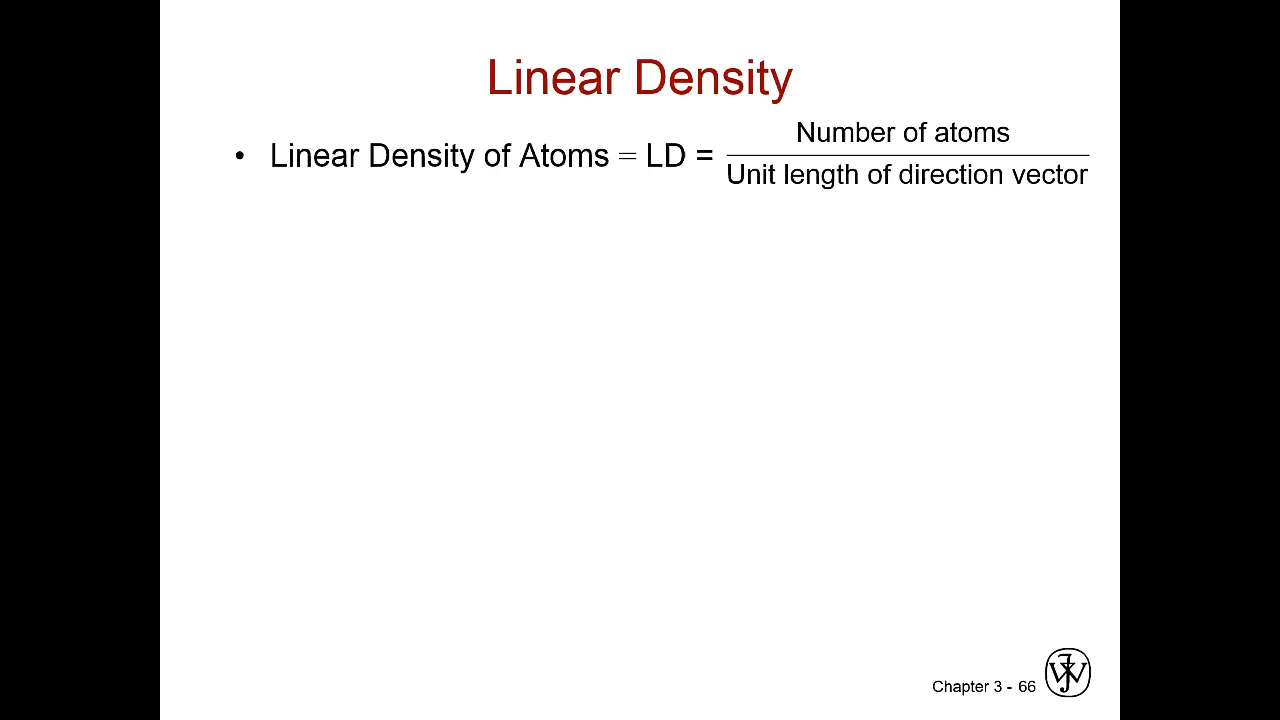 Linear Density
• Linear Density of Atoms = LD = Number of atoms
Unit length of direction vector
Chapter 3 - 66